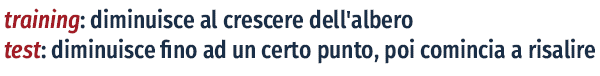 training: diminuisce al crescere dell'albero
test: diminuisce fino ad un certo punto, poi comincia a risalire